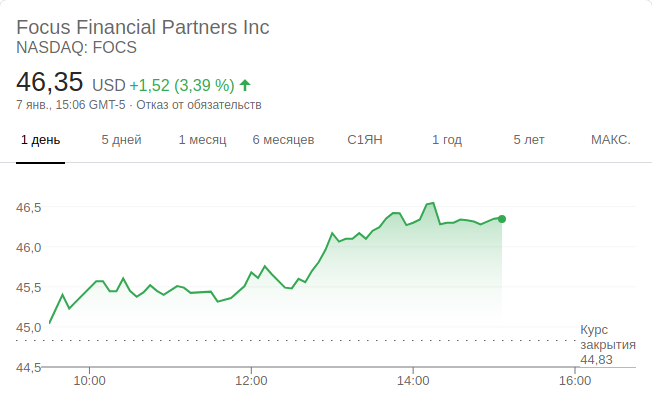 Focus Financial Partners Inc
NASDAQ: FOCS
46,35 USD +1,52 (3,39 %)
7 янв., 15:06 GMT-5 · Отказ от обязательств
1 день 5 дней 1 месяц 6 месяцев С1ЯН 1 год 5 лет МАКС.
46,5
46,0
45,5
45,0
Курс
закрытия
44,83
44,5
10:00 12:00 14:00 16:00